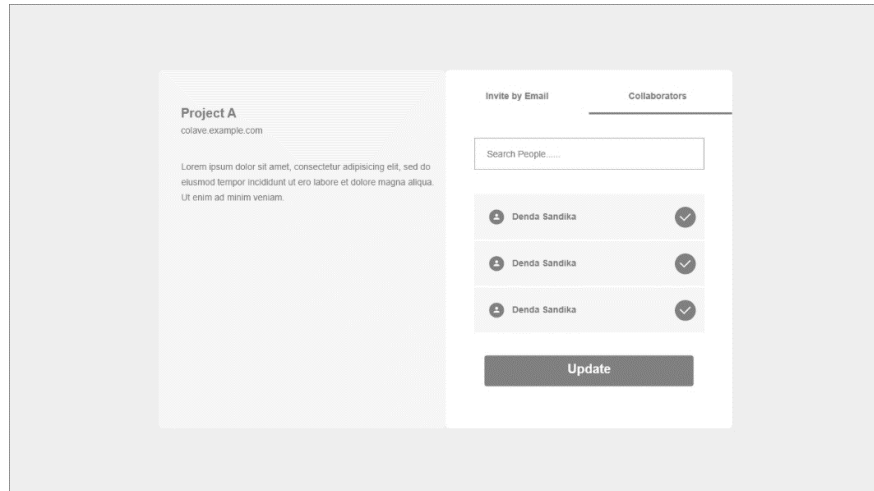 Project A
colave.example.com
Lorem ipsum dolor sit amet, consectetur adipisicing elit, sed do
eiusmod tempor incididunt ut ero labore et dolore magna aliqua.
Ut enim ad minim veniam.
Invite by Email
Collaborators
Search People......
Denda Sandika
Denda Sandika
Denda Sandika
Update